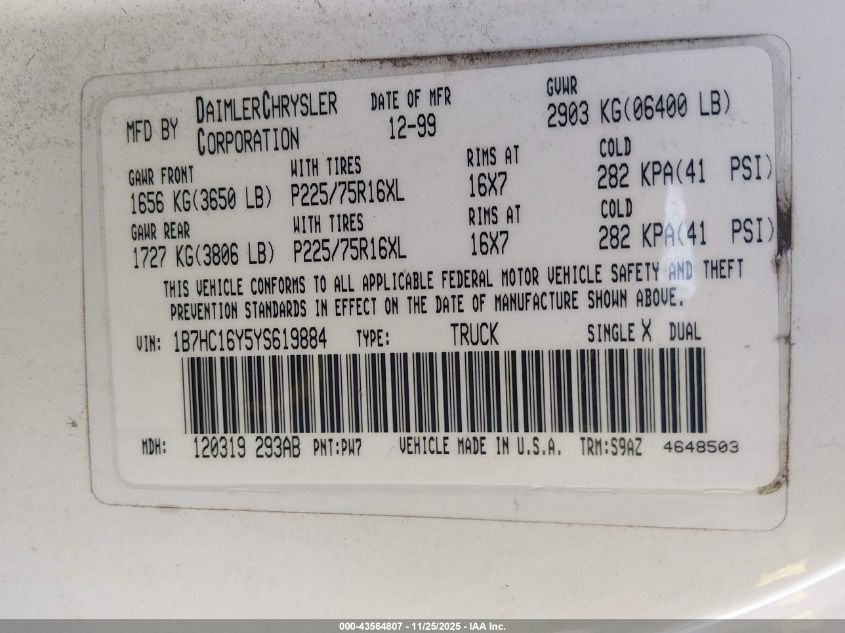 MFD BY DAIMLERCHRYSLER CORPORATION DATE OF MFR 12-99 GVWR 2903 KG(06400 LB)
GAWR FRONT WITH TIRES RIMS AT COLD
1656 KG(3650 LB) P225/75R16XL 16X7 282 KPA(41 PSI)
GAWR REAR WITH TIRES RIMS AT COLD
1727 KG(3806 LB) P225/75R16XL 16X7 282 KPA(41 PSI)
THIS VEHICLE CONFORMS TO ALL APPLICABLE FEDERAL MOTOR VEHICLE SAFETY AND THEFT
PREVENTION STANDARDS IN EFFECT ON THE DATE OF MANUFACTURE SHOWN ABOVE.
VIN: 1B7HC16Y5YS619884 TYPE: TRUCK SINGLE X DUAL
MDH: 120319 293AB PNT:PW7 VEHICLE MADE IN U.S.A. TRM:S9AZ 4648503
000-43564807 - 11/25/2025 - IAA Inc.